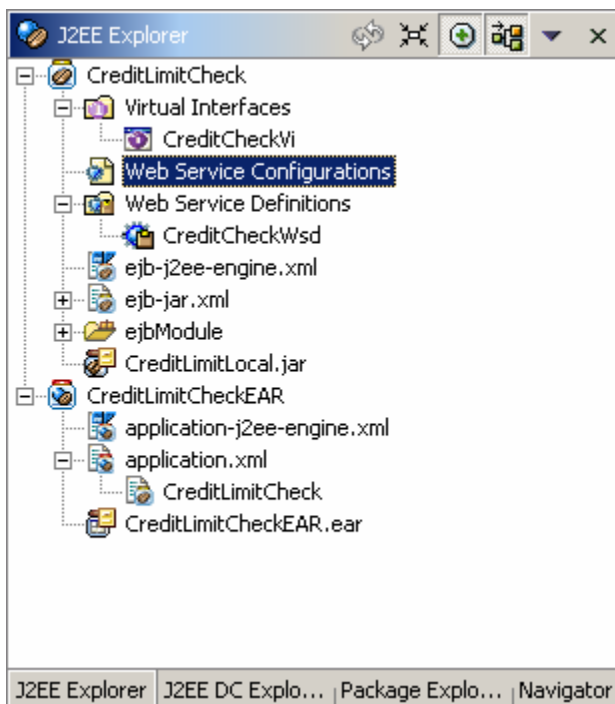 J2EE Explorer
CreditLimitCheck
Virtual Interfaces
CreditCheckVi
Web Service Configurations
Web Service Definitions
CreditCheckWsd
ejb-j2ee-engine.xml
ejb-jar.xml
ejbModule
CreditLimitLocal.jar
CreditLimitCheckEAR
application-j2ee-engine.xml
application.xml
CreditLimitCheck
CreditLimitCheckEAR.ear
J2EE Explorer J2EE DC Explo... Package Explo... Navigator